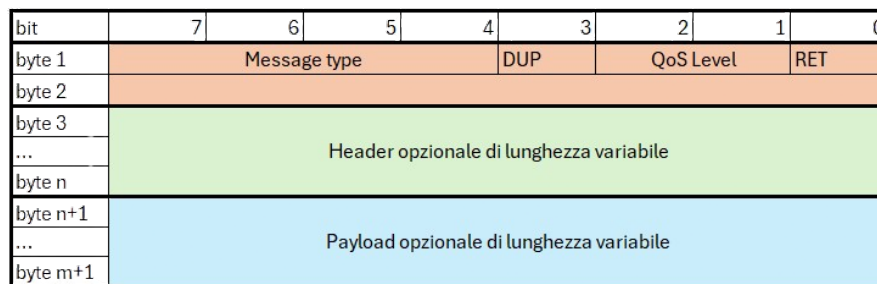 bit 7 6 5 4 3 2 1 0
byte 1 Message type DUP QoS Level RET
byte 2
byte 3
... Header opzionale di lunghezza variabile
byte n
byte n+1
... Payload opzionale di lunghezza variabile
byte m+1